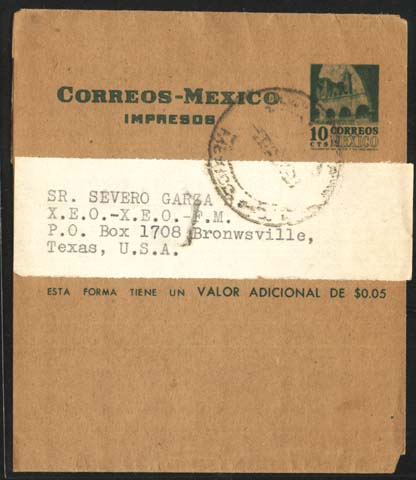 CORREOS-MEXICO
IMPRESOS
10 CORREOS
CTS MEXICO
SR. SEVERO GARZA
X.E.O.-X.E.O.-F.M.
P.O. Box 1708 Bronwsville,
Texas, U.S.A.
ESTA FORMA TIENE UN VALOR ADICIONAL DE $0.05